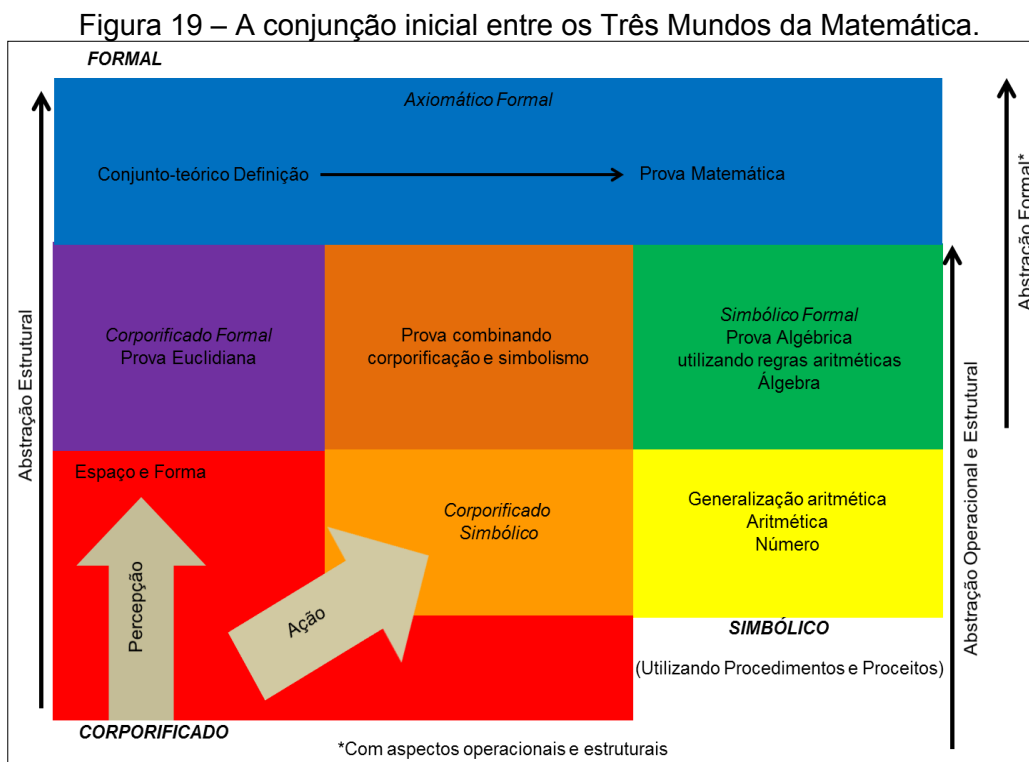 Figura 19 – A conjunção inicial entre os Três Mundos da Matemática.
FORMAL
Axiomático Formal
Conjunto-teórico Definição
Prova Matemática
Abstração Estrutural
Abstração Formal*
Corporificado Formal
Prova Euclidiana
Prova combinando
corporificação e simbolismo
Simbólico Formal
Prova Algébrica
utilizando regras aritméticas
Álgebra
Espaço e Forma
Percepção
Ação
Corporificado
Simbólico
Generalização aritmética
Aritmética
Número
Abstração Operacional e Estrutural
SIMBÓLICO
(Utilizando Procedimentos e Proceitos)
CORPORIFICADO
*Com aspectos operacionais e estruturais